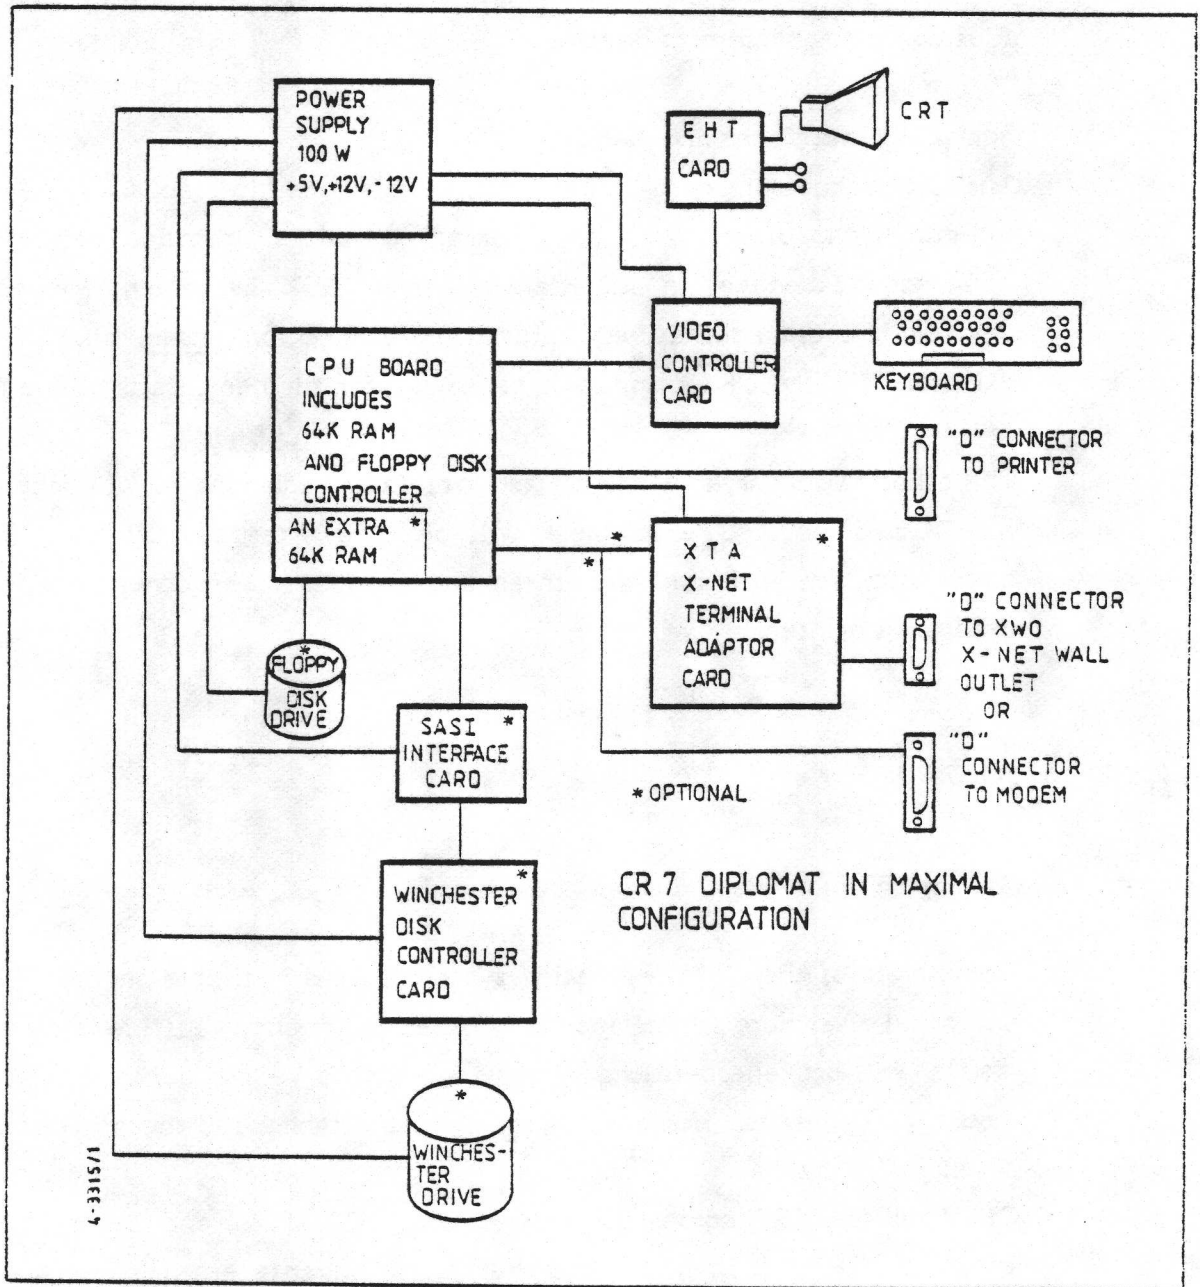 POWER
SUPPLY
100 W
+5V,+12V,-12V
E H T
CARD
CRT
VIDEO
CONTROLLER
CARD
KEYBOARD
CPU BOARD
INCLUDES
64K RAM
AND FLOPPY DISK
CONTROLLER
AN EXTRA *
64K RAM
"D" CONNECTOR
TO PRINTER
*
*
X T A *
X-NET
TERMINAL
ADAPTOR
CARD
"D" CONNECTOR
TO XWO
X-NET WALL
OUTLET
OR
"D"
CONNECTOR
TO MODEM
*
FLOPPY
DISK
DRIVE
SASI *
INTERFACE
CARD
* OPTIONAL
*
WINCHESTER
DISK
CONTROLLER
CARD
CR 7 DIPLOMAT IN MAXIMAL
CONFIGURATION
*
WINCHES-
TER
DRIVE
4-3315/1